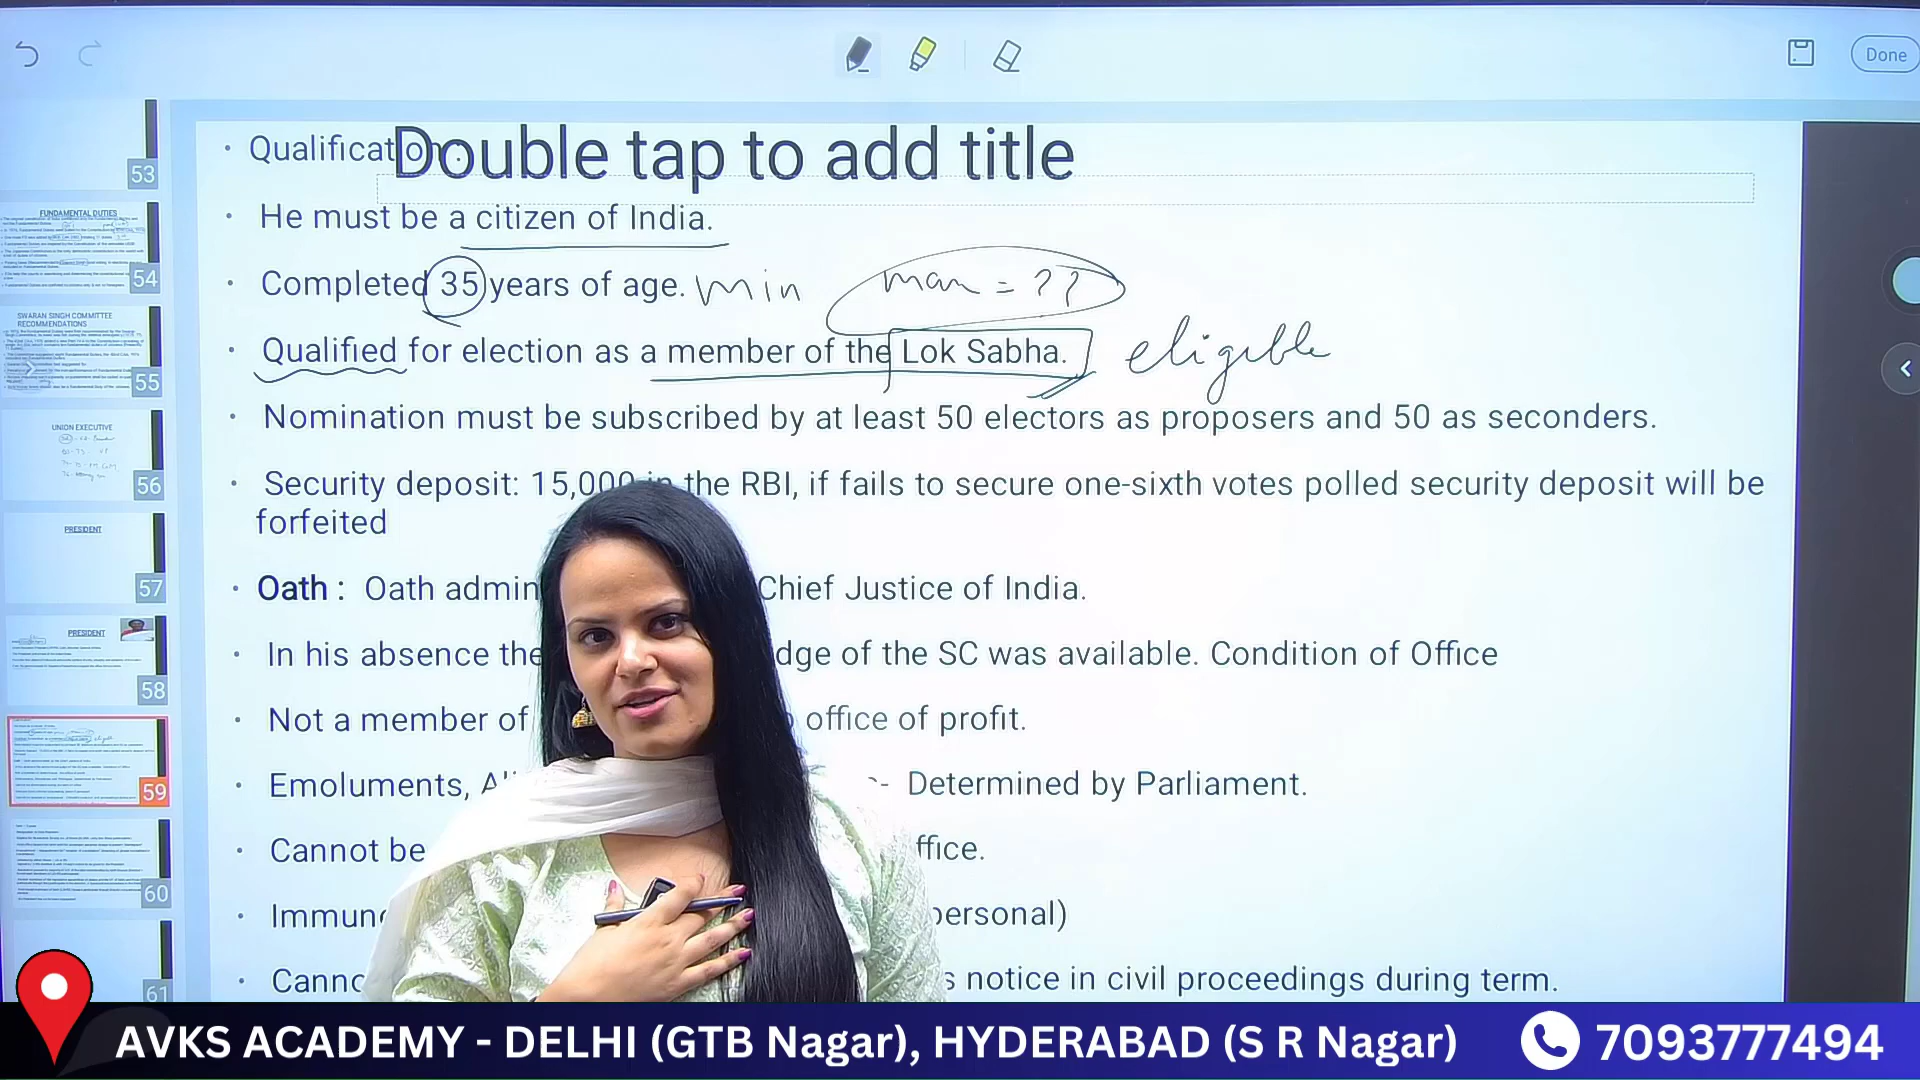 Done
Qualification:
Double tap to add title
He must be a citizen of India.
Completed 35 years of age. min man = ??
Qualified for election as a member of the Lok Sabha. eligible
Nomination must be subscribed by at least 50 electors as proposers and 50 as seconders.
Security deposit: 15,000 in the RBI, if fails to secure one-sixth votes polled security deposit will be
forfeited
Oath : Oath admin Chief Justice of India.
In his absence the dge of the SC was available. Condition of Office
Not a member of office of profit.
Emoluments, Determined by Parliament.
Cannot be ffice.
Immun personal)
Canno s notice in civil proceedings during term.
53
FUNDAMENTAL DUTIES
54
SWARAN SINGH COMMITTEE
RECOMMENDATIONS
55
UNION EXECUTIVE
56
PRESIDENT
57
PRESIDENT
58
59
60
61
AVKS ACADEMY - DELHI (GTB Nagar), HYDERABAD (S R Nagar) 7093777494